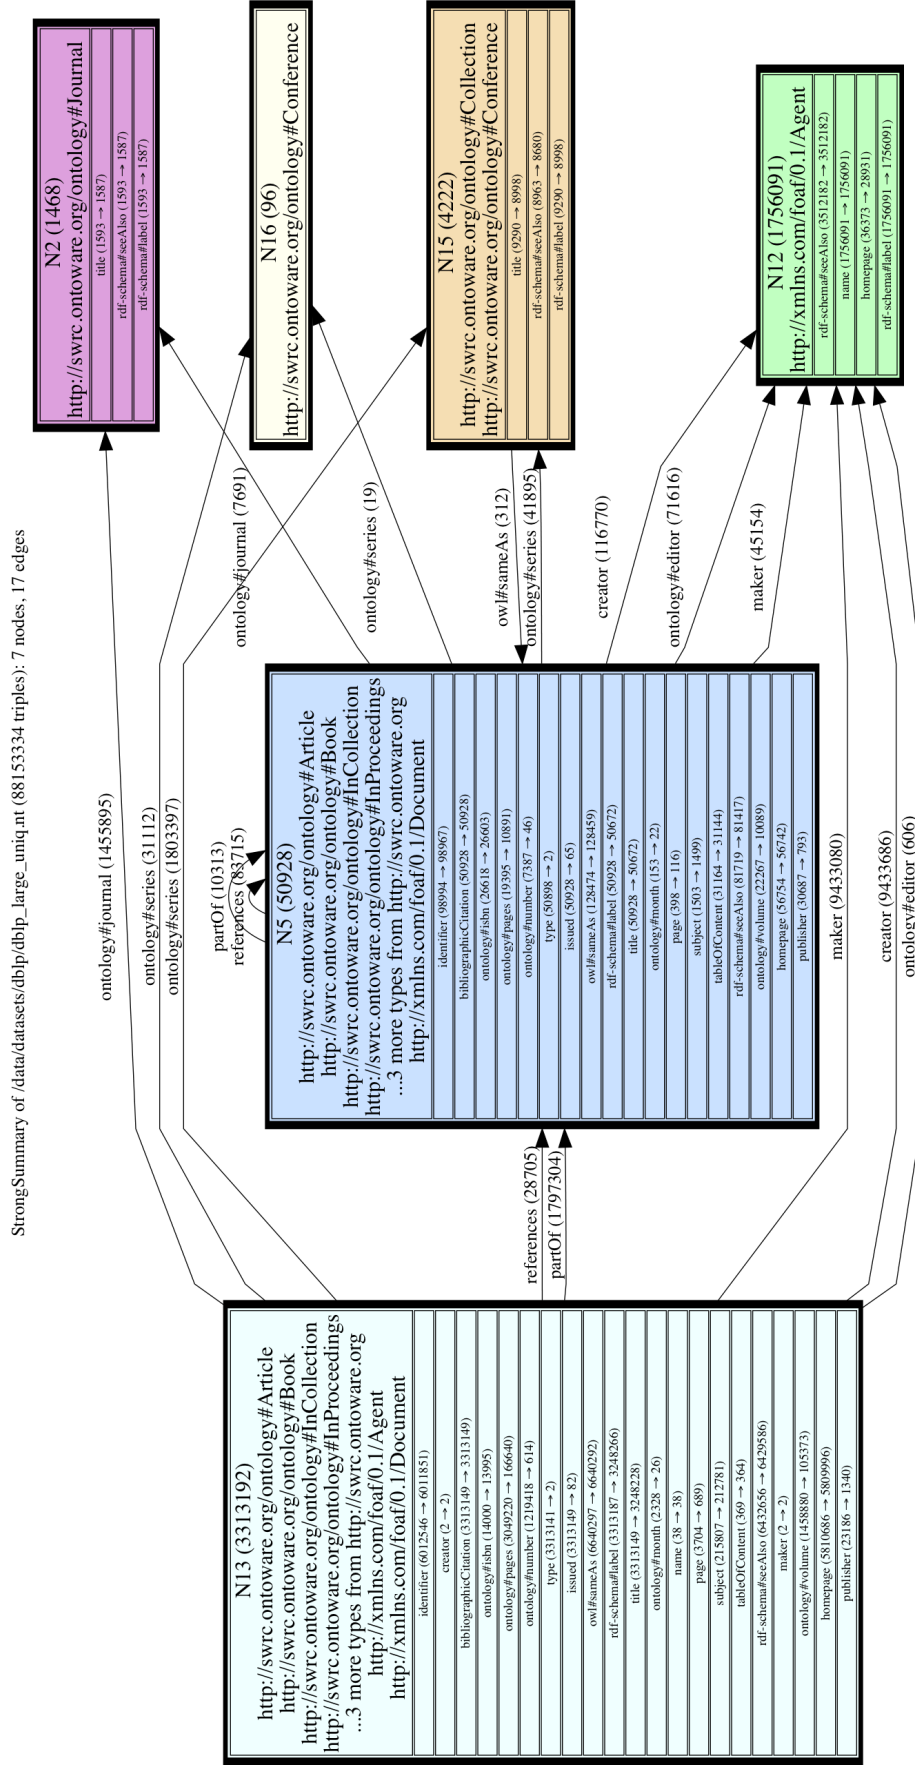 StrongSummary of /data/datasets/dblp/dblp_large_uniq.nt (88153334 triples): 7 nodes, 17 edges
N2 (1468)
http://swrc.ontoware.org/ontology#Journal
title (1593 → 1587)
rdf-schema#seeAlso (1593 → 1587)
rdf-schema#label (1593 → 1587)
N16 (96)
http://swrc.ontoware.org/ontology#Conference
N15 (4222)
http://swrc.ontoware.org/ontology#Collection
http://swrc.ontoware.org/ontology#Conference
title (9290 → 8998)
rdf-schema#seeAlso (8963 → 8680)
rdf-schema#label (9290 → 8998)
N12 (1756091)
http://xmlns.com/foaf/0.1/Agent
rdf-schema#seeAlso (3512182 → 3512182)
name (1756091 → 1756091)
homepage (36373 → 28931)
rdf-schema#label (1756091 → 1756091)
ontology#journal (7691)
ontology#series (19)
owl#sameAs (312)
ontology#series (41895)
creator (116770)
ontology#editor (71616)
maker (45154)
partOf (10313)
references (83715)
N5 (50928)
http://swrc.ontoware.org/ontology#Article
http://swrc.ontoware.org/ontology#Book
http://swrc.ontoware.org/ontology#InCollection
http://swrc.ontoware.org/ontology#InProceedings
...3 more types from http://swrc.ontoware.org
http://xmlns.com/foaf/0.1/Document
identifier (98994 → 98967)
bibliographicCitation (50928 → 50928)
ontology#isbn (26618 → 26603)
ontology#pages (19395 → 10891)
ontology#number (7387 → 46)
type (50898 → 2)
issued (50928 → 65)
owl#sameAs (128474 → 128459)
rdf-schema#label (50928 → 50672)
title (50928 → 50672)
ontology#month (153 → 22)
page (398 → 116)
subject (1503 → 1499)
tableOfContent (31164 → 31144)
rdf-schema#seeAlso (81719 → 81417)
ontology#volume (22267 → 10089)
homepage (56754 → 56742)
publisher (30687 → 793)
ontology#journal (1455895)
ontology#series (31112)
ontology#series (1803397)
references (28705)
partOf (1797304)
maker (9433080)
creator (9433686)
ontology#editor (606)
N13 (3313192)
http://swrc.ontoware.org/ontology#Article
http://swrc.ontoware.org/ontology#Book
http://swrc.ontoware.org/ontology#InCollection
http://swrc.ontoware.org/ontology#InProceedings
...3 more types from http://swrc.ontoware.org
http://xmlns.com/foaf/0.1/Agent
http://xmlns.com/foaf/0.1/Document
identifier (6012546 → 6011851)
creator (2 → 2)
bibliographicCitation (3313149 → 3313149)
ontology#isbn (14000 → 13995)
ontology#pages (3049220 → 166640)
ontology#number (1219418 → 614)
type (3313141 → 2)
issued (3313149 → 82)
owl#sameAs (6640297 → 6640292)
rdf-schema#label (3313187 → 3248266)
title (3313149 → 3248228)
ontology#month (2328 → 26)
name (38 → 38)
page (3704 → 689)
subject (215807 → 212781)
tableOfContent (369 → 364)
rdf-schema#seeAlso (6432656 → 6429586)
maker (2 → 2)
ontology#volume (1458880 → 105373)
homepage (5810686 → 5809996)
publisher (23186 → 1340)